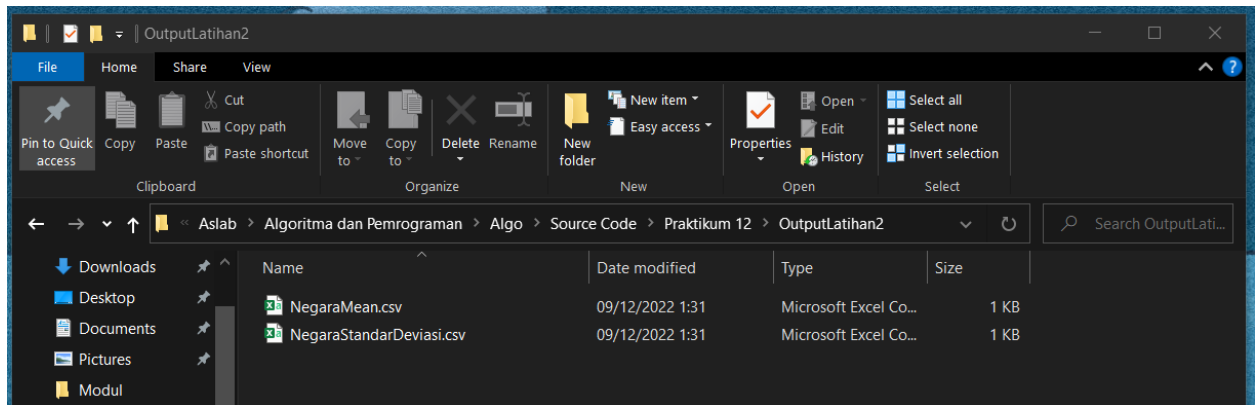 OutputLatihan2
File Home Share View
Pin to Quick access
Copy
Paste
Cut
Copy path
Paste shortcut
Clipboard
Move to
Copy to
Delete
Rename
Organize
New folder
New item
Easy access
New
Properties
Open
Edit
History
Open
Select all
Select none
Invert selection
Select
« Aslab > Algoritma dan Pemrograman > Algo > Source Code > Praktikum 12 > OutputLatihan2
Search OutputLati...
Downloads
Desktop
Documents
Pictures
Modul
Name Date modified Type Size
NegaraMean.csv 09/12/2022 1:31 Microsoft Excel Co... 1 KB
NegaraStandarDeviasi.csv 09/12/2022 1:31 Microsoft Excel Co... 1 KB